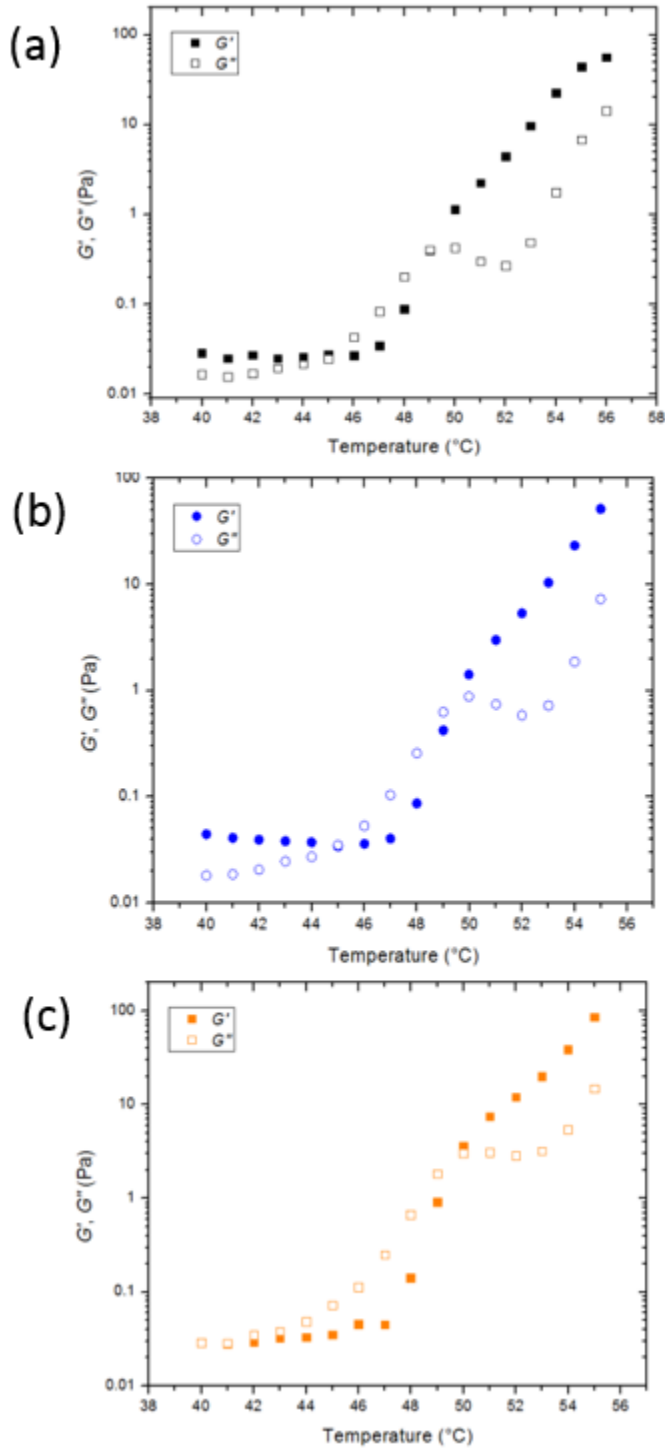 (a)
G'
G"
100
10
1
0.1
0.01
G', G" (Pa)
38 40 42 44 46 48 50 52 54 56 58
Temperature (°C)
(b)
G'
G"
100
10
1
0.1
0.01
G', G" (Pa)
38 40 42 44 46 48 50 52 54 56
Temperature (°C)
(c)
G'
G"
100
10
1
0.1
0.01
G', G" (Pa)
38 40 42 44 46 48 50 52 54 56
Temperature (°C)